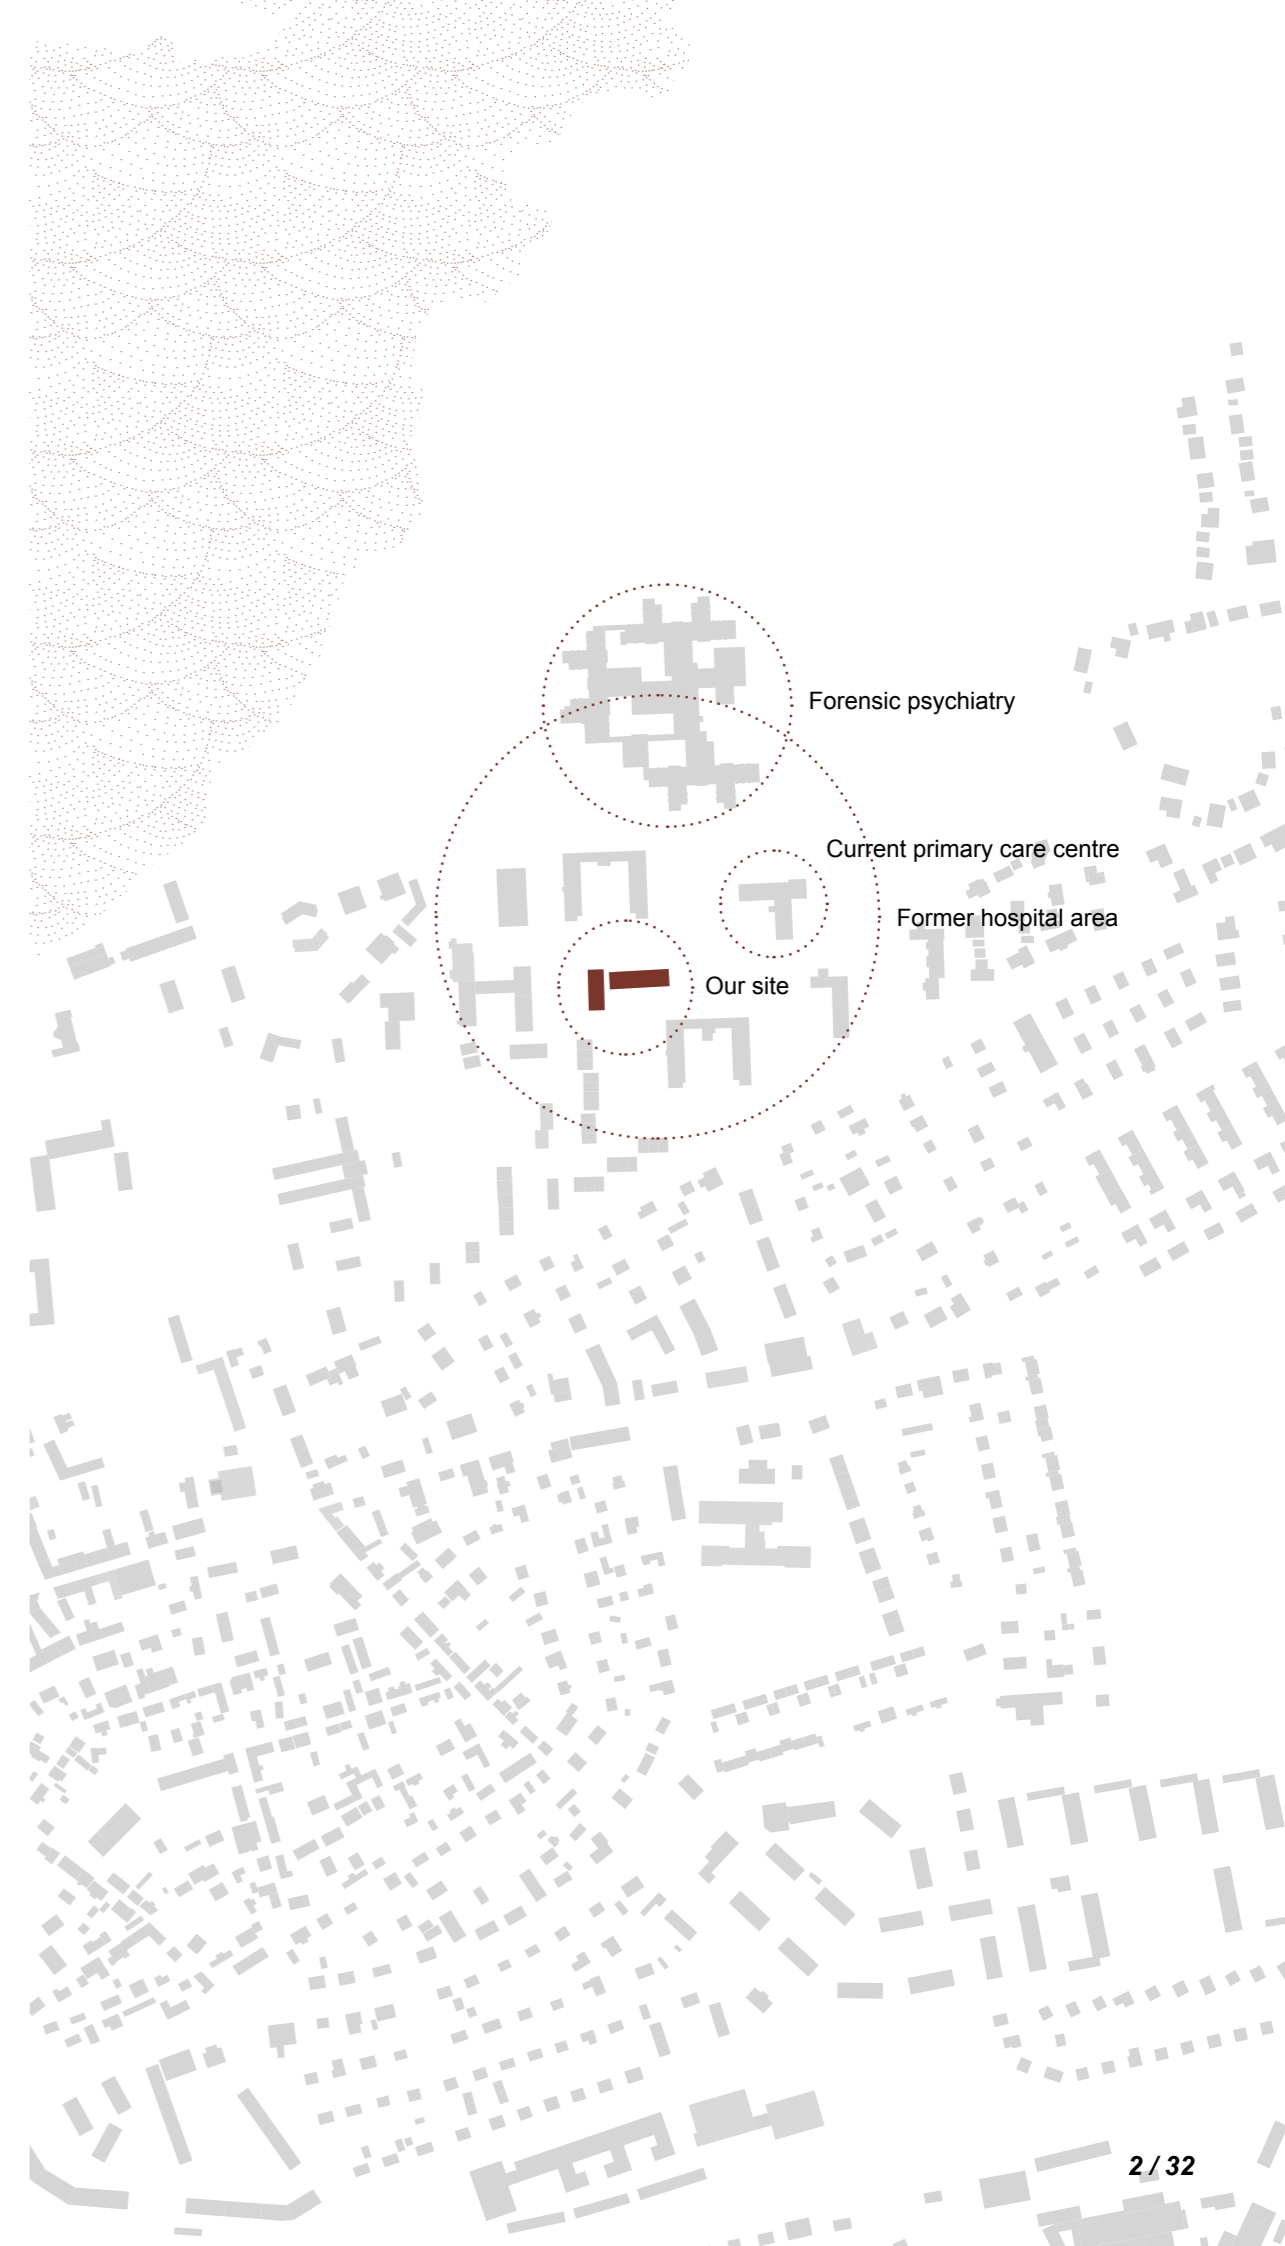 Forensic psychiatry
Current primary care centre
Former hospital area
Our site
2 / 32